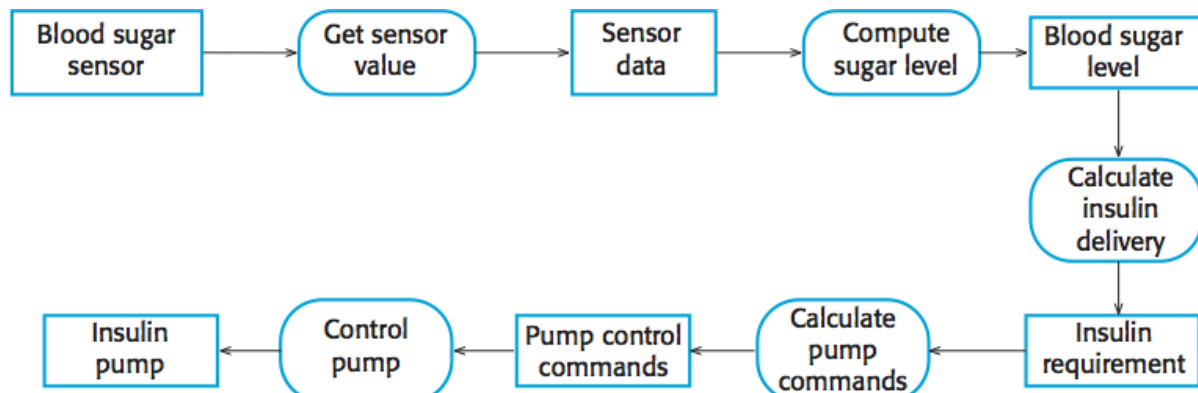 Blood sugar
sensor
Get sensor
value
Sensor
data
Compute
sugar level
Blood sugar
level
Calculate
insulin
delivery
Insulin
requirement
Calculate
pump
commands
Pump control
commands
Control
pump
Insulin
pump